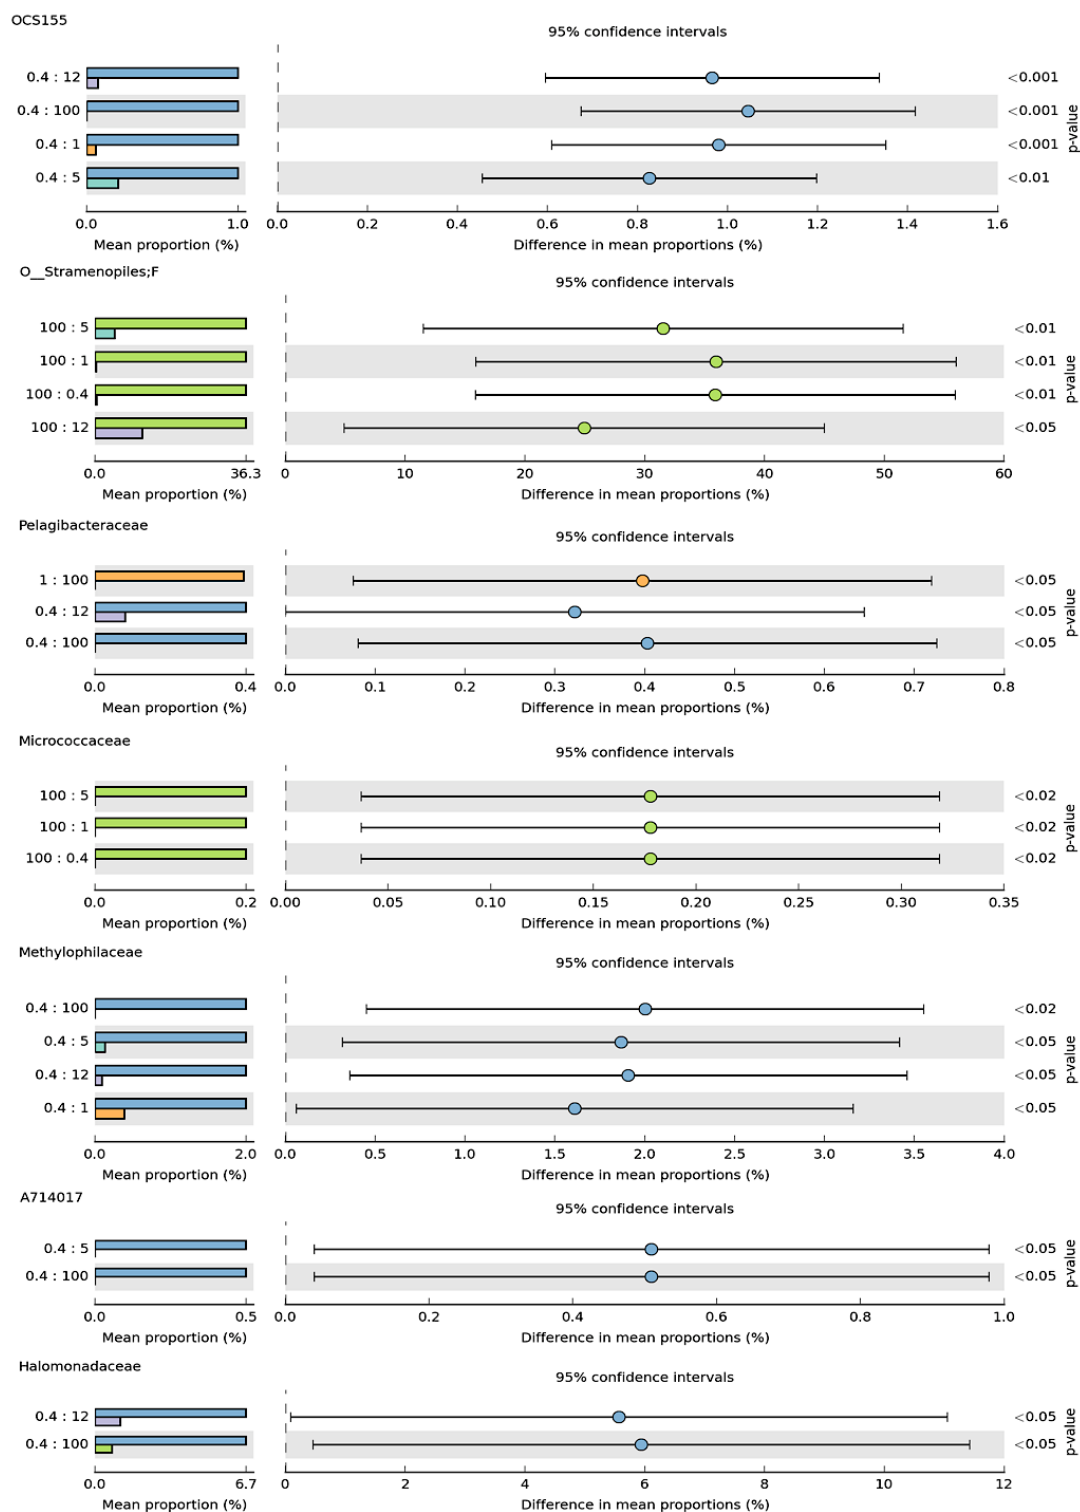 OCS155
95% confidence intervals
0.4 : 12 <0.001
0.4 : 100 <0.001
0.4 : 1 <0.001
0.4 : 5 <0.01
p-value
0.0 1.0 0.0 0.2 0.4 0.6 0.8 1.0 1.2 1.4 1.6
Mean proportion (%) Difference in mean proportions (%)
O__Stramenopiles;F
95% confidence intervals
100 : 5 <0.01
100 : 1 <0.01
100 : 0.4 <0.01
100 : 12 <0.05
p-value
0.0 36.3 0 10 20 30 40 50 60
Mean proportion (%) Difference in mean proportions (%)
Pelagibacteraceae
95% confidence intervals
1 : 100 <0.05
0.4 : 12 <0.05
0.4 : 100 <0.05
p-value
0.0 0.4 0.0 0.1 0.2 0.3 0.4 0.5 0.6 0.7 0.8
Mean proportion (%) Difference in mean proportions (%)
Micrococcaceae
95% confidence intervals
100 : 5 <0.02
100 : 1 <0.02
100 : 0.4 <0.02
p-value
0.0 0.2 0.00 0.05 0.10 0.15 0.20 0.25 0.30 0.35
Mean proportion (%) Difference in mean proportions (%)
Methylophilaceae
95% confidence intervals
0.4 : 100 <0.02
0.4 : 5 <0.05
0.4 : 12 <0.05
0.4 : 1 <0.05
p-value
0.0 2.0 0.0 0.5 1.0 1.5 2.0 2.5 3.0 3.5 4.0
Mean proportion (%) Difference in mean proportions (%)
A714017
95% confidence intervals
0.4 : 5 <0.05
0.4 : 100 <0.05
p-value
0.0 0.5 0.0 0.2 0.4 0.6 0.8 1.0
Mean proportion (%) Difference in mean proportions (%)
Halomonadaceae
95% confidence intervals
0.4 : 12 <0.05
0.4 : 100 <0.05
p-value
0.0 6.7 0 2 4 6 8 10 12
Mean proportion (%) Difference in mean proportions (%)